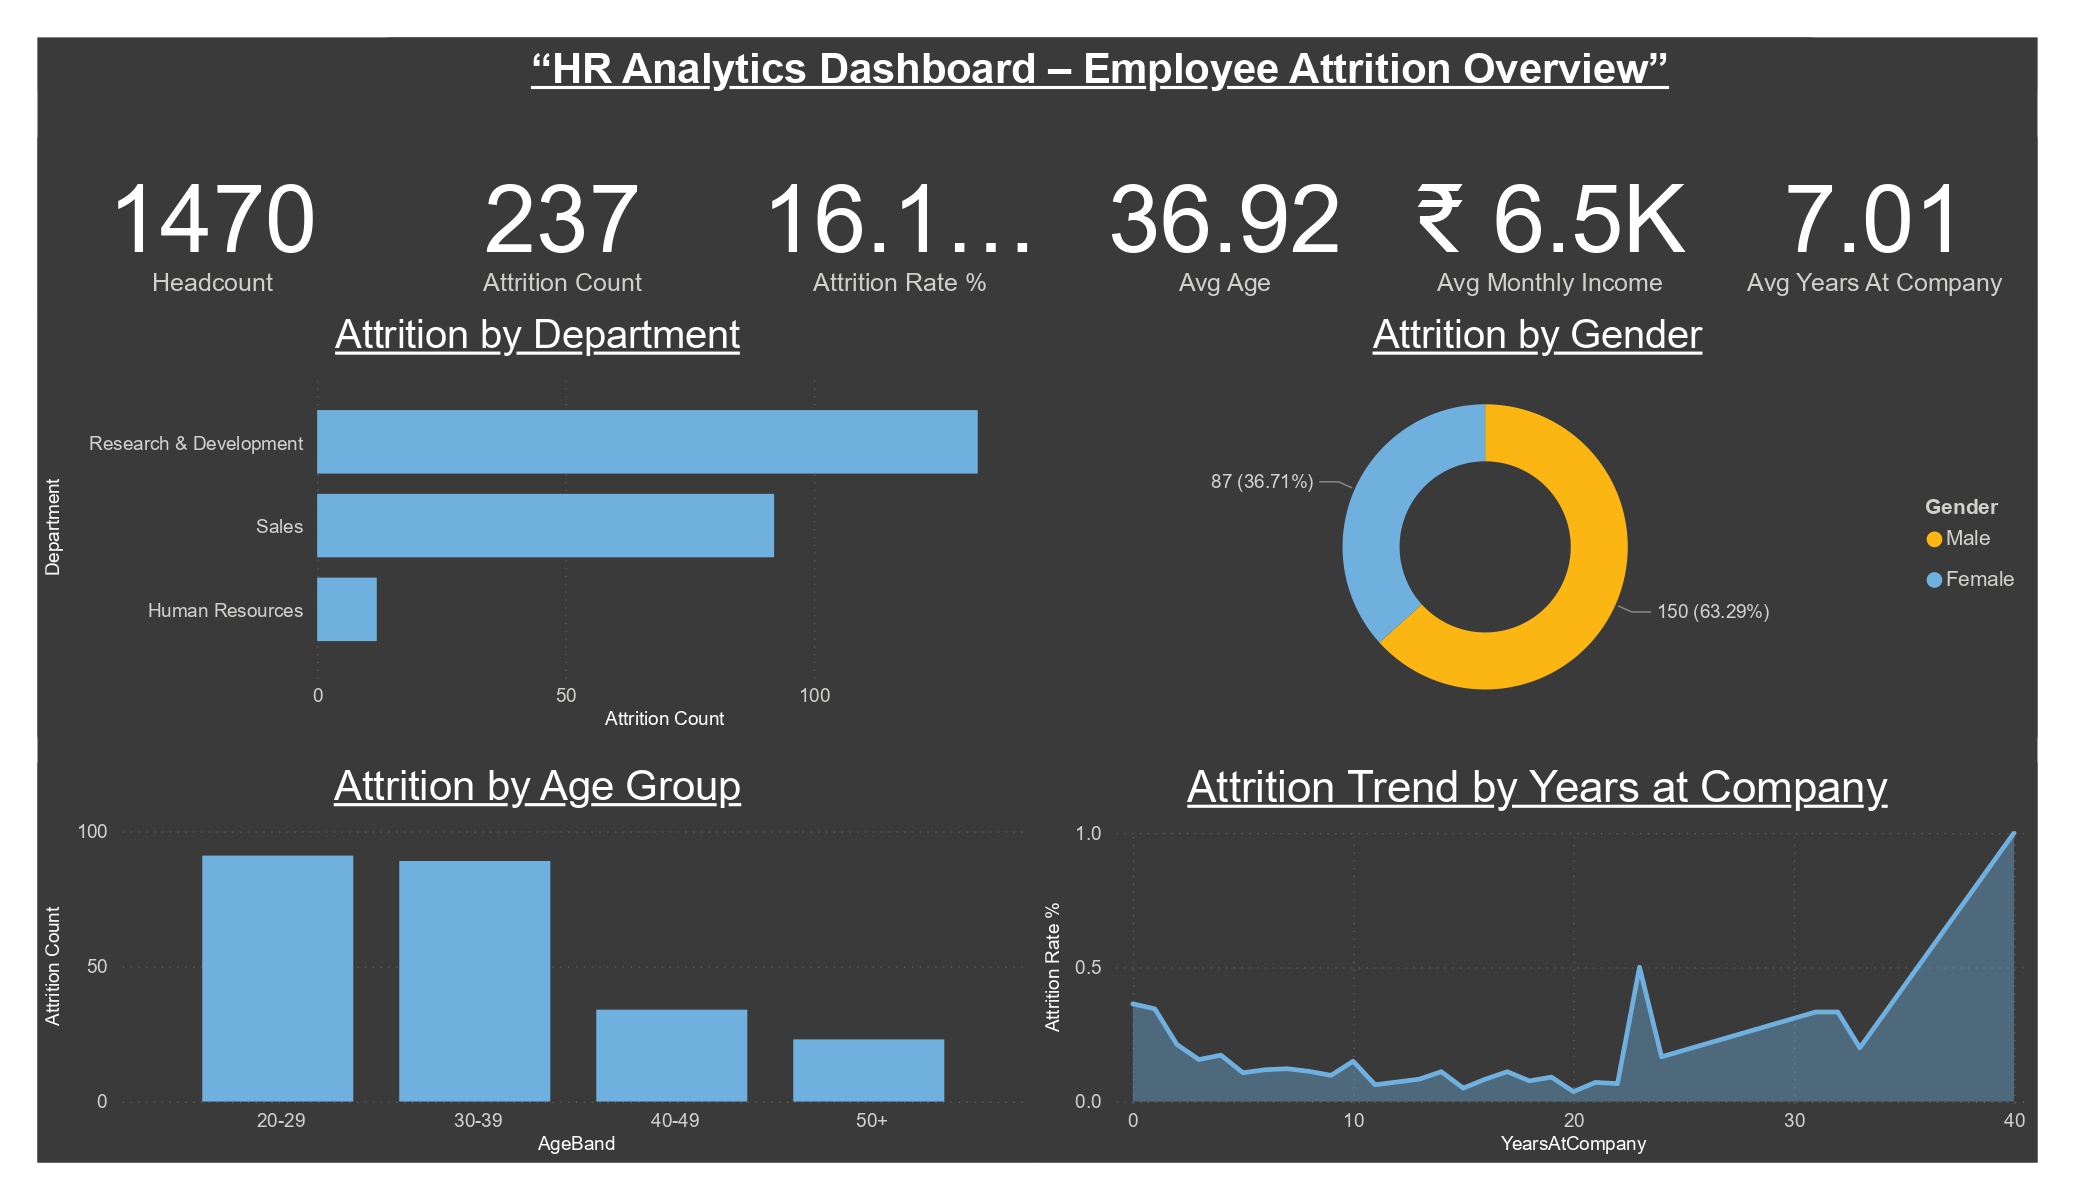 “HR Analytics Dashboard – Employee Attrition Overview”
1470
Headcount
237
Attrition Count
16.1…
Attrition Rate %
36.92
Avg Age
₹ 6.5K
Avg Monthly Income
7.01
Avg Years At Company
Attrition by Department
Department
Research & Development
Sales
Human Resources
0 50 100
Attrition Count
Attrition by Gender
87 (36.71%)
150 (63.29%)
Gender
Male
Female
Attrition by Age Group
Attrition Count
100
50
0
20-29 30-39 40-49 50+
AgeBand
Attrition Trend by Years at Company
Attrition Rate %
1.0
0.5
0.0
0 10 20 30 40
YearsAtCompany